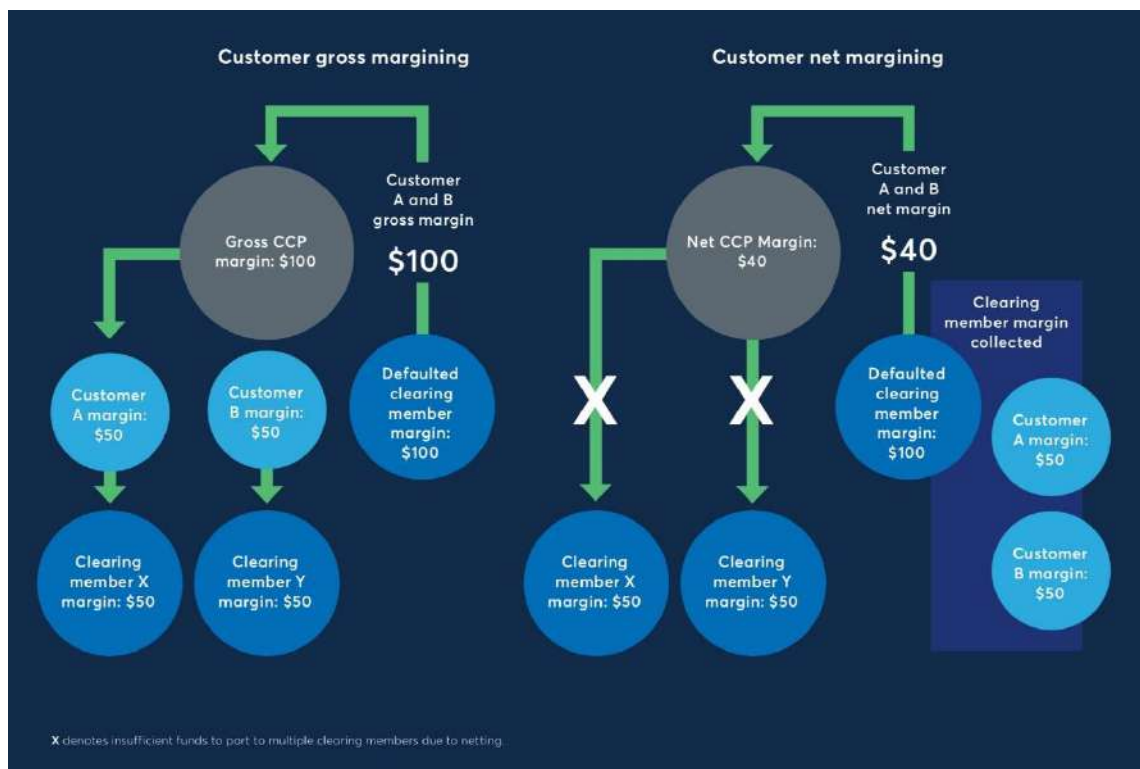 Customer gross margining
Customer
A and B
gross margin
$100
Gross CCP
margin: $100
Customer
A margin:
$50
Customer
B margin:
$50
Defaulted
clearing
member
margin:
$100
Clearing
member X
margin: $50
Clearing
member Y
margin: $50
Customer net margining
Customer
A and B
net margin
$40
Net CCP Margin:
$40
Clearing
member margin
collected
X
X
Defaulted
clearing
member
margin:
$100
Customer
A margin:
$50
Clearing
member X
margin: $50
Clearing
member Y
margin: $50
Customer
B margin:
$50
X denotes insufficient funds to port to multiple clearing members due to netting.